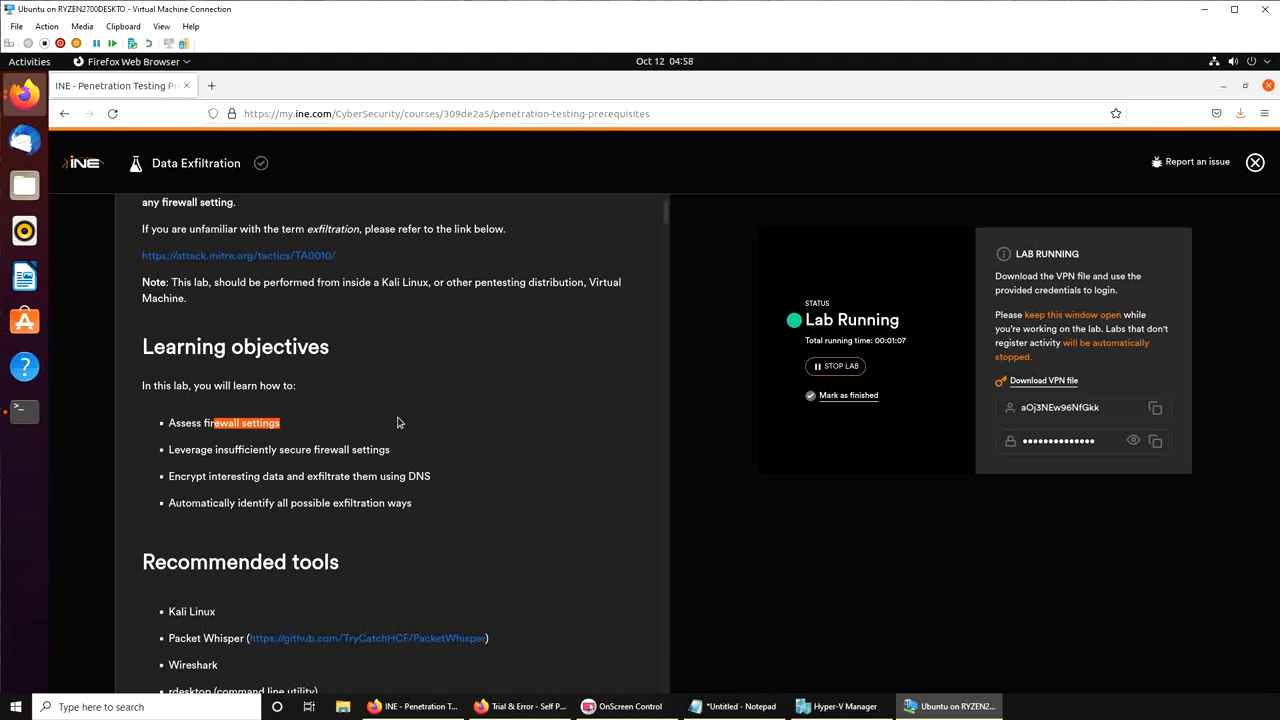 Ubuntu on RYZEN2700DESKTO - Virtual Machine Connection
File Action Media Clipboard View Help
Activities Firefox Web Browser Oct 12 04:58
INE - Penetration Testing Pr
https://my.ine.com/CyberSecurity/courses/309de2a5/penetration-testing-prerequisites
INE Data Exfiltration Report an issue
any firewall setting.
If you are unfamiliar with the term exfiltration, please refer to the link below.
https://attack.mitre.org/tactics/TA0010/
Note: This lab, should be performed from inside a Kali Linux, or other pentesting distribution, Virtual
Machine.
Learning objectives
In this lab, you will learn how to:
• Assess firewall settings
• Leverage insufficiently secure firewall settings
• Encrypt interesting data and exfiltrate them using DNS
• Automatically identify all possible exfiltration ways
Recommended tools
• Kali Linux
• Packet Whisper (https://github.com/TryCatchHCF/PacketWhisper)
• Wireshark
• rdesktop (command line utility)
STATUS
Lab Running
Total running time: 00:01:07
STOP LAB
Mark as finished
LAB RUNNING
Download the VPN file and use the
provided credentials to login.
Please keep this window open while
you're working on the lab. Labs that don't
register activity will be automatically
stopped.
Download VPN file
aOj3NEw96NfGkk
••••••••••••••
Type here to search
INE - Penetration T...
Trial & Error - Self P...
OnScreen Control
*Untitled - Notepad
Hyper-V Manager
Ubuntu on RYZEN2...